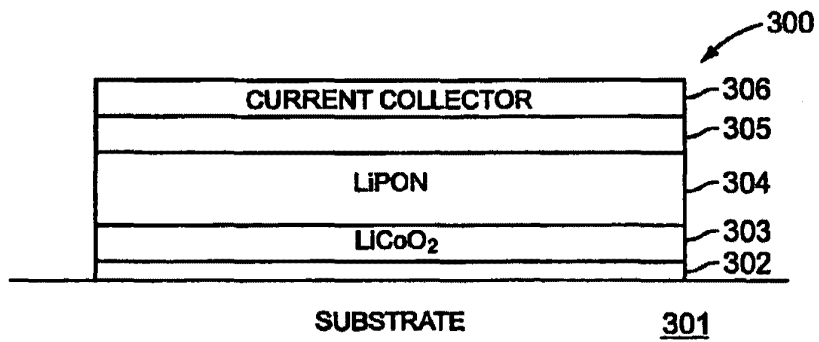 300
CURRENT COLLECTOR 306
305
LiPON 304
LiCoO2 303
302
SUBSTRATE 301